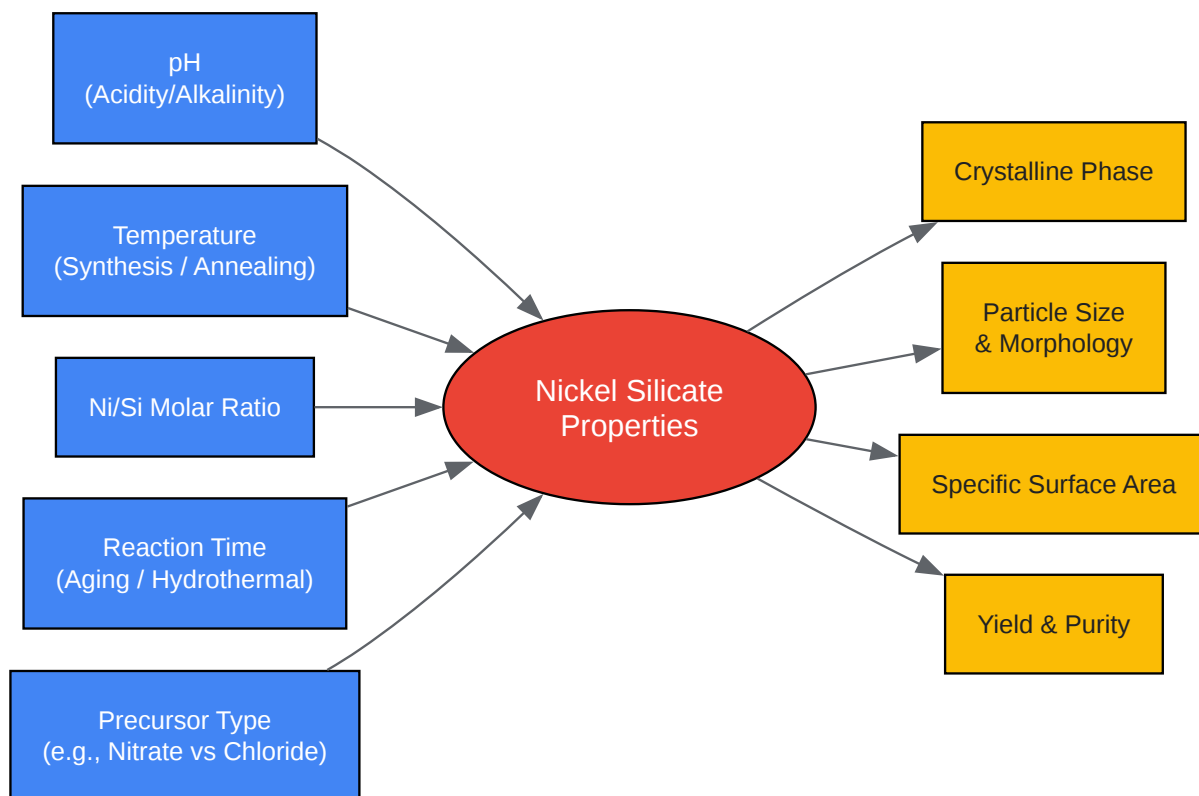 pH
(Acidity/Alkalinity)
Temperature
(Synthesis / Annealing)
Ni/Si Molar Ratio
Reaction Time
(Aging / Hydrothermal)
Precursor Type
(e.g., Nitrate vs Chloride)
Nickel Silicate
Properties
Crystalline Phase
Particle Size
& Morphology
Specific Surface Area
Yield & Purity